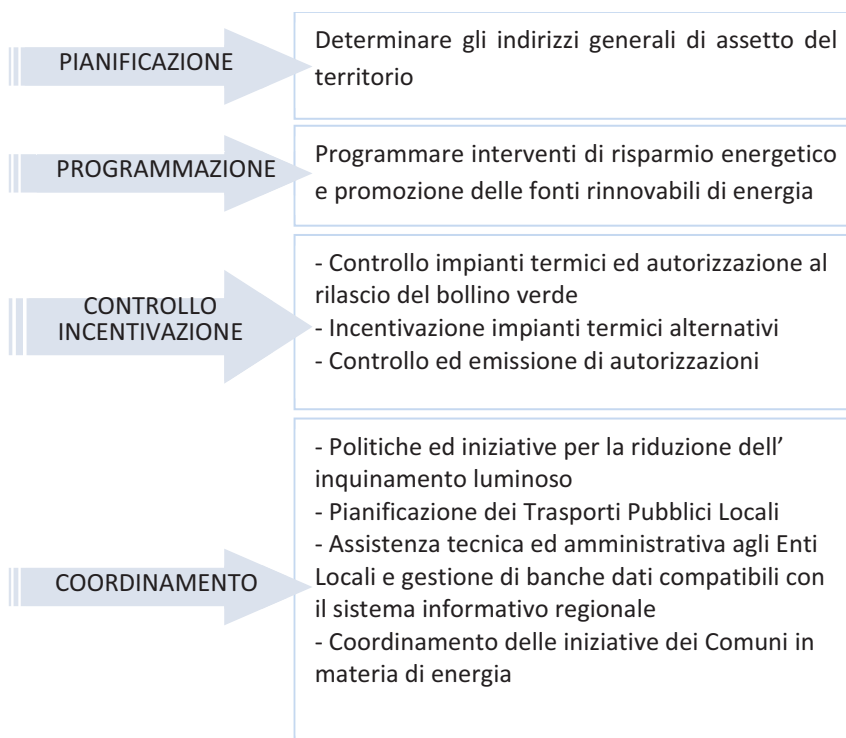 PIANIFICAZIONE
Determinare gli indirizzi generali di assetto del
territorio
PROGRAMMAZIONE
Programmare interventi di risparmio energetico
e promozione delle fonti rinnovabili di energia
CONTROLLO
INCENTIVAZIONE
- Controllo impianti termici ed autorizzazione al
rilascio del bollino verde
- Incentivazione impianti termici alternativi
- Controllo ed emissione di autorizzazioni
COORDINAMENTO
- Politiche ed iniziative per la riduzione dell’
inquinamento luminoso
- Pianificazione dei Trasporti Pubblici Locali
- Assistenza tecnica ed amministrativa agli Enti
Locali e gestione di banche dati compatibili con
il sistema informativo regionale
- Coordinamento delle iniziative dei Comuni in
materia di energia